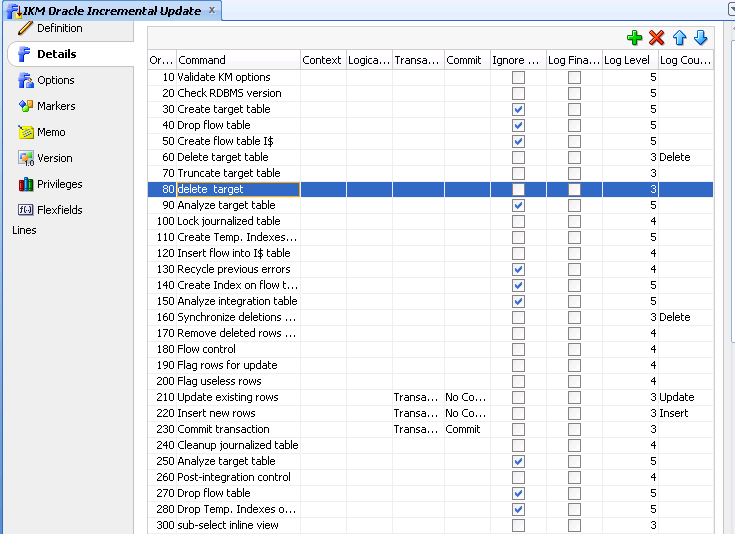 IKM Oracle Incremental Update ×
Definition
Details
Options
Markers
Memo
Version
Privileges
Flexfields
Lines
Or... Command Context Logica... Transa... Commit Ignore ... Log Fina... Log Level Log Cou...
10 Validate KM options 5
20 Check RDBMS version 5
30 Create target table 5
40 Drop flow table 5
50 Create flow table I$ 5
60 Delete target table 3 Delete
70 Truncate target table 3
80 delete target 3
90 Analyze target table 5
100 Lock journalized table 4
110 Create Temp. Indexes... 5
120 Insert flow into I$ table 4
130 Recycle previous errors 4
140 Create Index on flow t... 5
150 Analyze integration table 5
160 Synchronize deletions ... 3 Delete
170 Remove deleted rows ... 4
180 Flow control 4
190 Flag rows for update 4
200 Flag useless rows 4
210 Update existing rows Transa... No Co... 3 Update
220 Insert new rows Transa... No Co... 3 Insert
230 Commit transaction Transa... Commit 3
240 Cleanup journalized table 4
250 Analyze target table 5
260 Post-integration control 4
270 Drop flow table 5
280 Drop Temp. Indexes o... 5
300 sub-select inline view 3